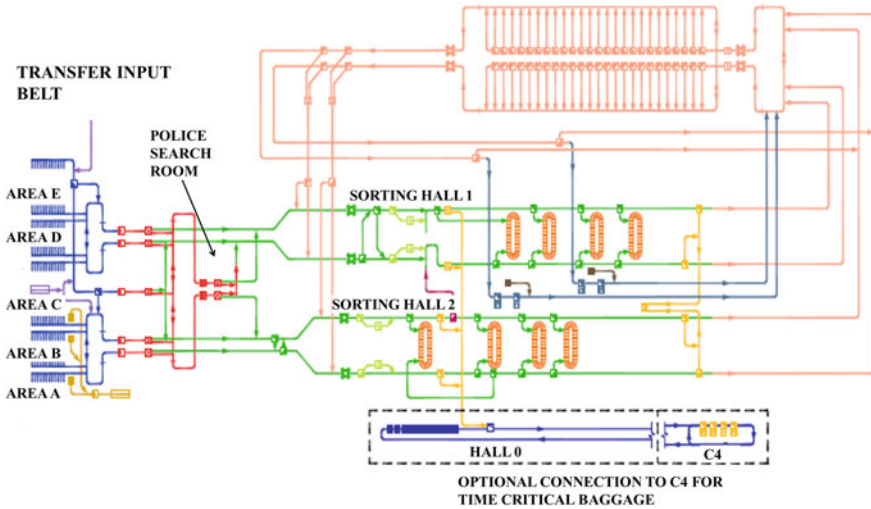 TRANSFER INPUT
BELT
POLICE
SEARCH
ROOM
AREA E
SORTING HALL 1
AREA D
AREA C
SORTING HALL 2
AREA B
AREA A
HALL 0
C4
OPTIONAL CONNECTION TO C4 FOR
TIME CRITICAL BAGGAGE